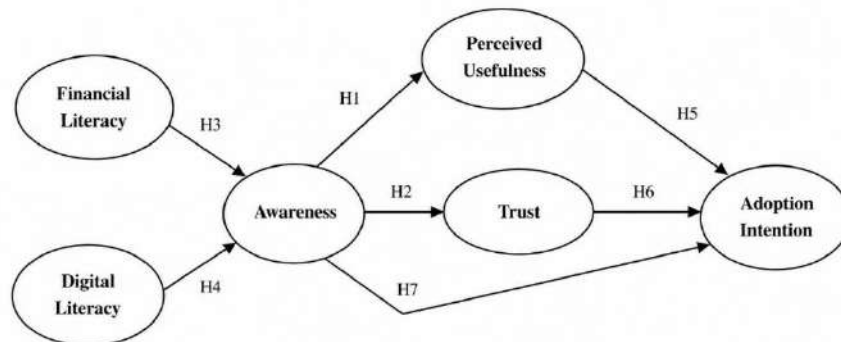 Perceived
Usefulness
Financial
Literacy
H1
H5
H3
Awareness
H2
Trust
H6
Adoption
Intention
Digital
Literacy
H4
H7